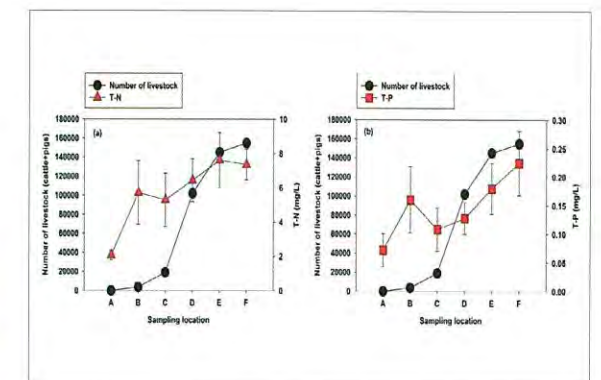 Number of livestock
T-N
(a)
180000
160000
140000
120000
100000
80000
60000
40000
20000
0
Number of livestock (cattle+pigs)
10
8
6
4
2
0
T-N (mg/L)
A B C D E F
Sampling location
Number of livestock
T-P
(b)
180000
160000
140000
120000
100000
80000
60000
40000
20000
0
Number of livestock (cattle+pigs)
0.30
0.25
0.20
0.15
0.10
0.05
0.00
T-P (mg/L)
A B C D E F
Sampling location